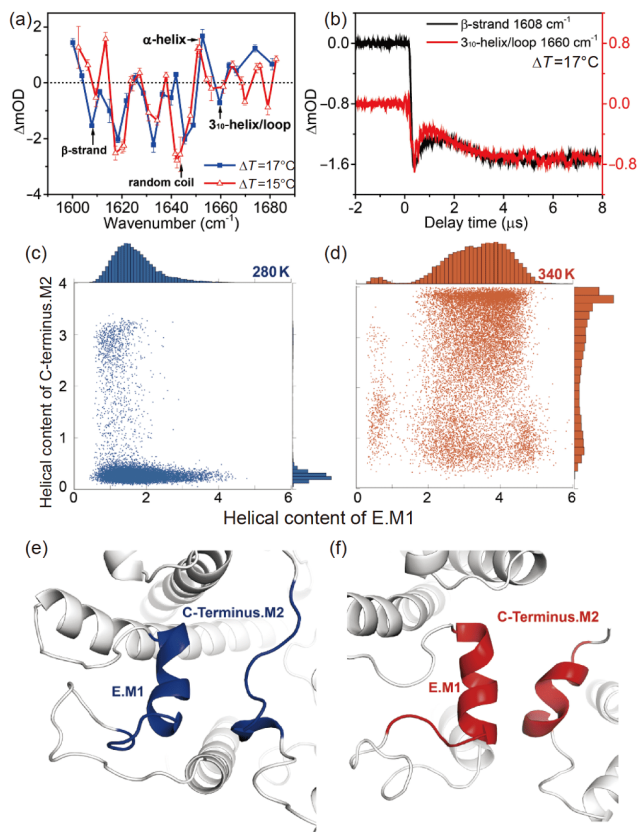 (a)
α-helix
β-strand
random coil
3₁₀-helix/loop
ΔT=17°C
ΔT=15°C
2
0
-2
-4
ΔmOD
1600 1620 1640 1660 1680
Wavenumber (cm⁻¹)
(b)
β-strand 1608 cm⁻¹
3₁₀-helix/loop 1660 cm⁻¹
ΔT=17°C
0.0
-0.8
-1.6
ΔmOD
0.8
0.0
-0.8
-2 0 2 4 6 8
Delay time (μs)
(c)
280 K
4
3
2
1
0
0 2 4 6
Helical content of C-terminus.M2
(d)
340 K
0 1 2 3 4 5 6
Helical content of E.M1
(e)
C-Terminus.M2
E.M1
(f)
C-Terminus.M2
E.M1